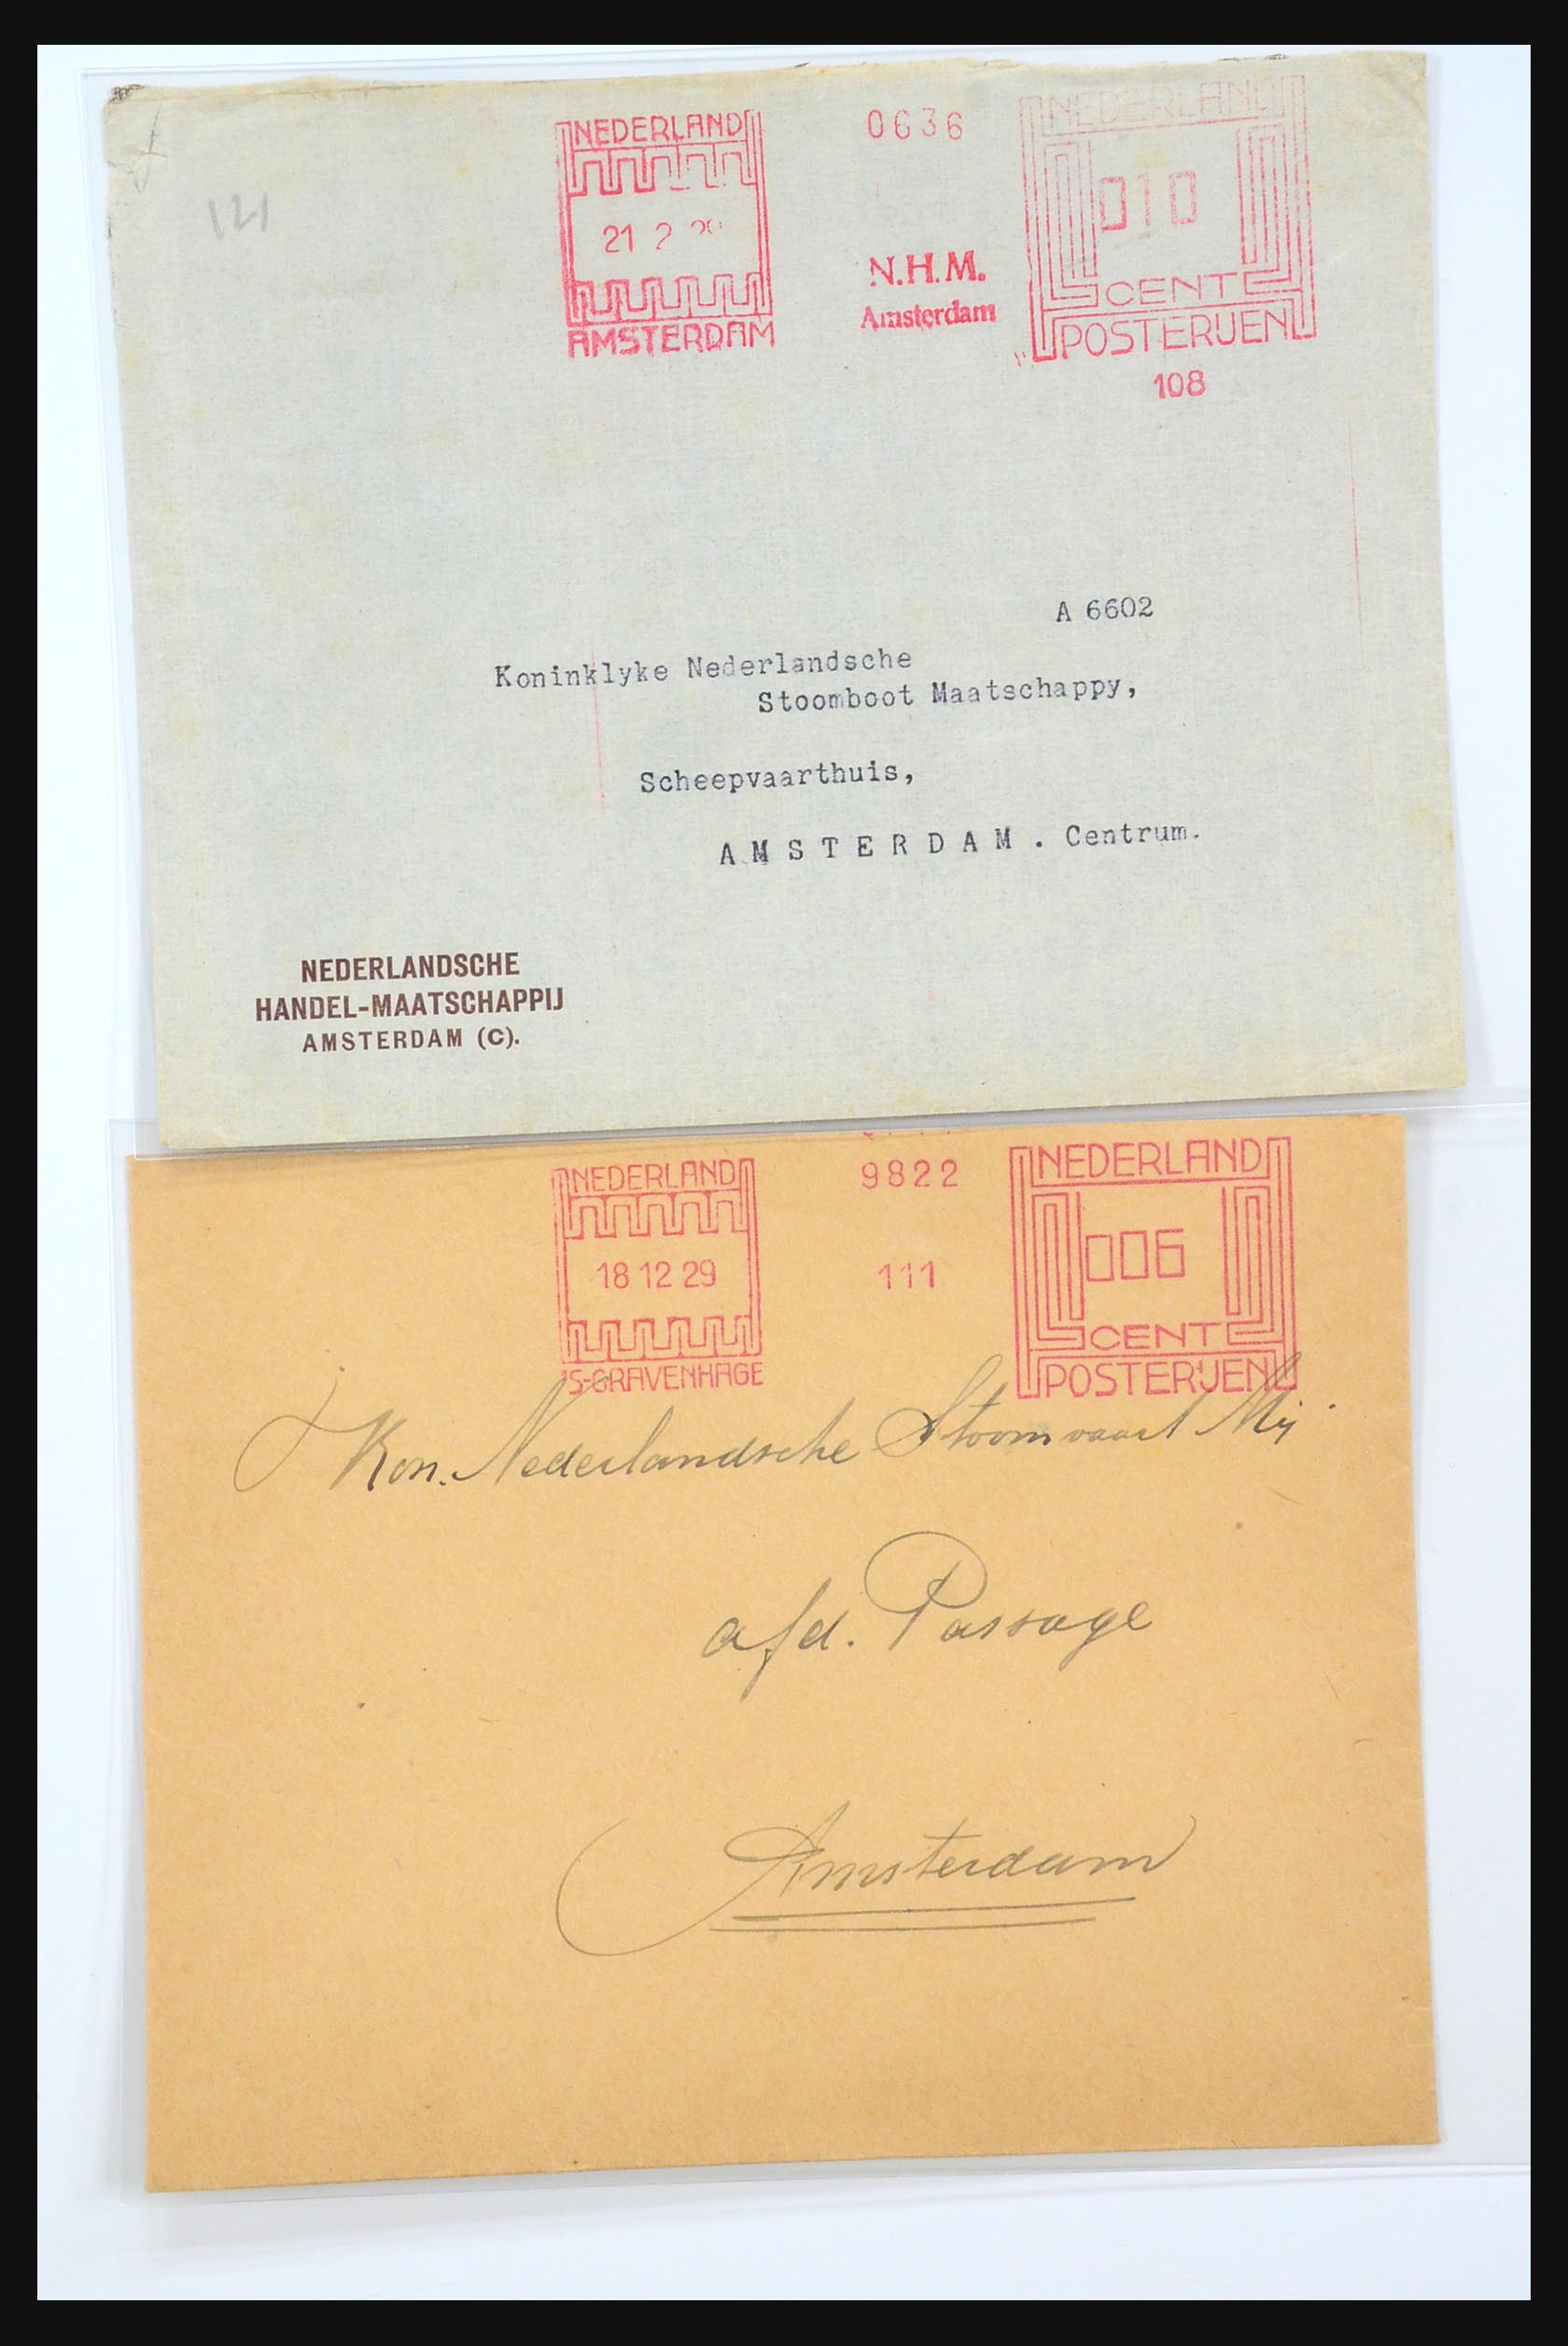 NEDERLAND
0636
NEDERLAND
121
21 2
010
N.H.M.
Amsterdam
CENT
AMSTERDAM
POSTERIJEN
108
A 6602
Koninklyke Nederlandsche
Stoomboot Maatschappy,
Scheepvaarthuis,
AMSTERDAM. Centrum.
NEDERLANDSCHE
HANDEL-MAATSCHAPPIJ
AMSTERDAM (C).
NEDERLAND
9822
NEDERLAND
18 12 29
111
006
CENT
'S-GRAVENHAGE
POSTERIJEN
Kon. Nederlandsche Stoomvaart Mij
afd. Passage
Amsterdam